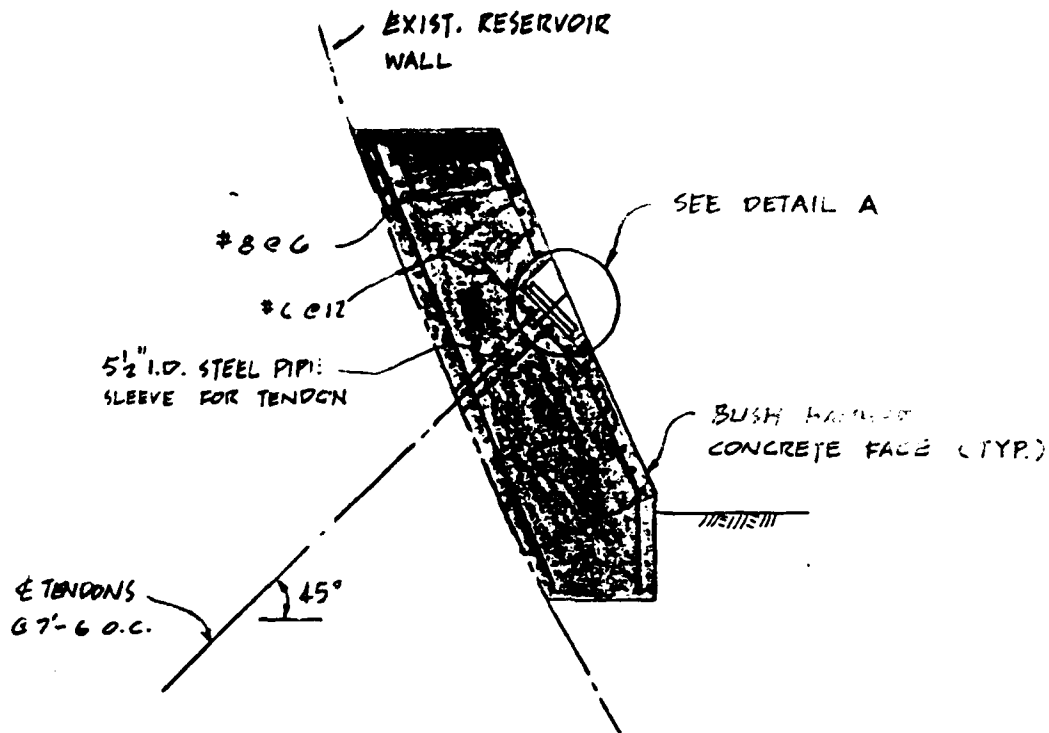 EXIST. RESERVOIR
WALL
SEE DETAIL A
#8 @ 6
#6 @ 12
5½" I.D. STEEL PIPE
SLEEVE FOR TENDON
BUSH
CONCRETE FACE (TYP.)
45°
℄ TENDONS
@ 7'-6 O.C.